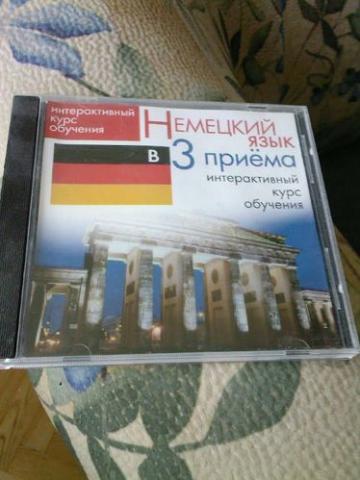 интерактивный
курс
обучения
Немецкий
язык
в 3 приёма
интерактивный
курс
обучения